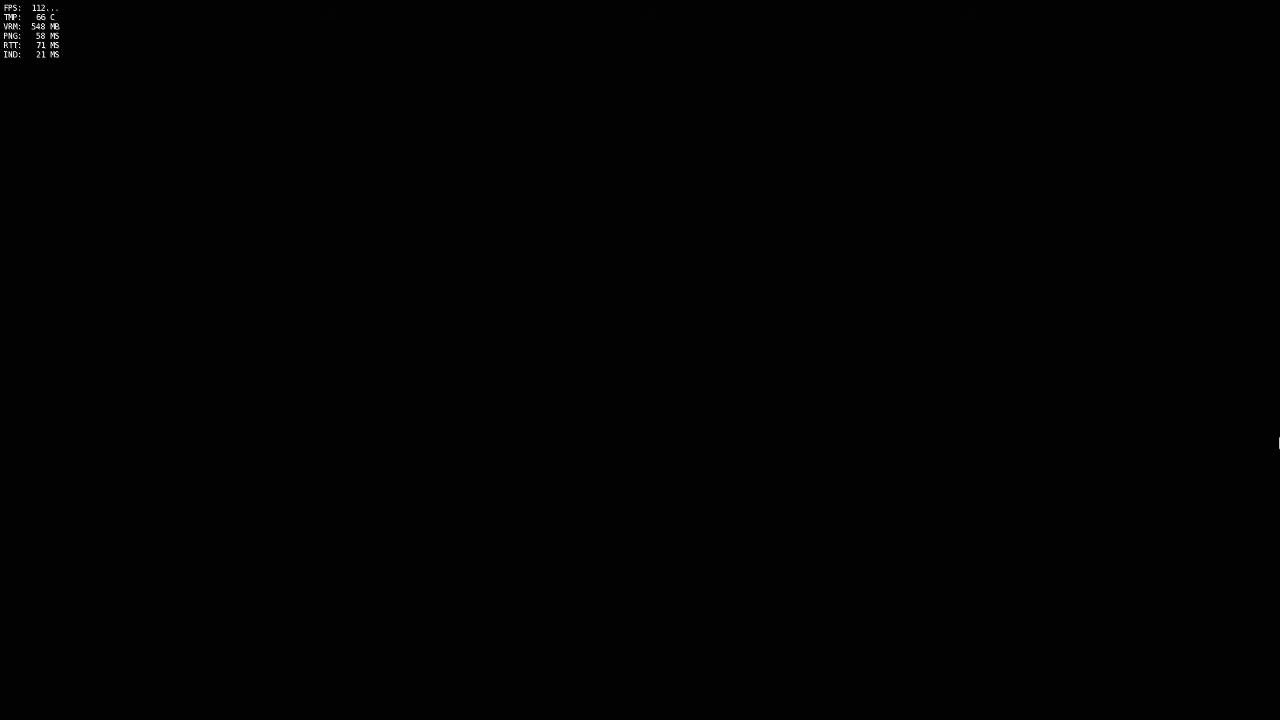 FPS: 112...
TMP: 66 C
VRM: 548 MB
PNG: 58 MS
RTT: 71 MS
IND: 21 MS